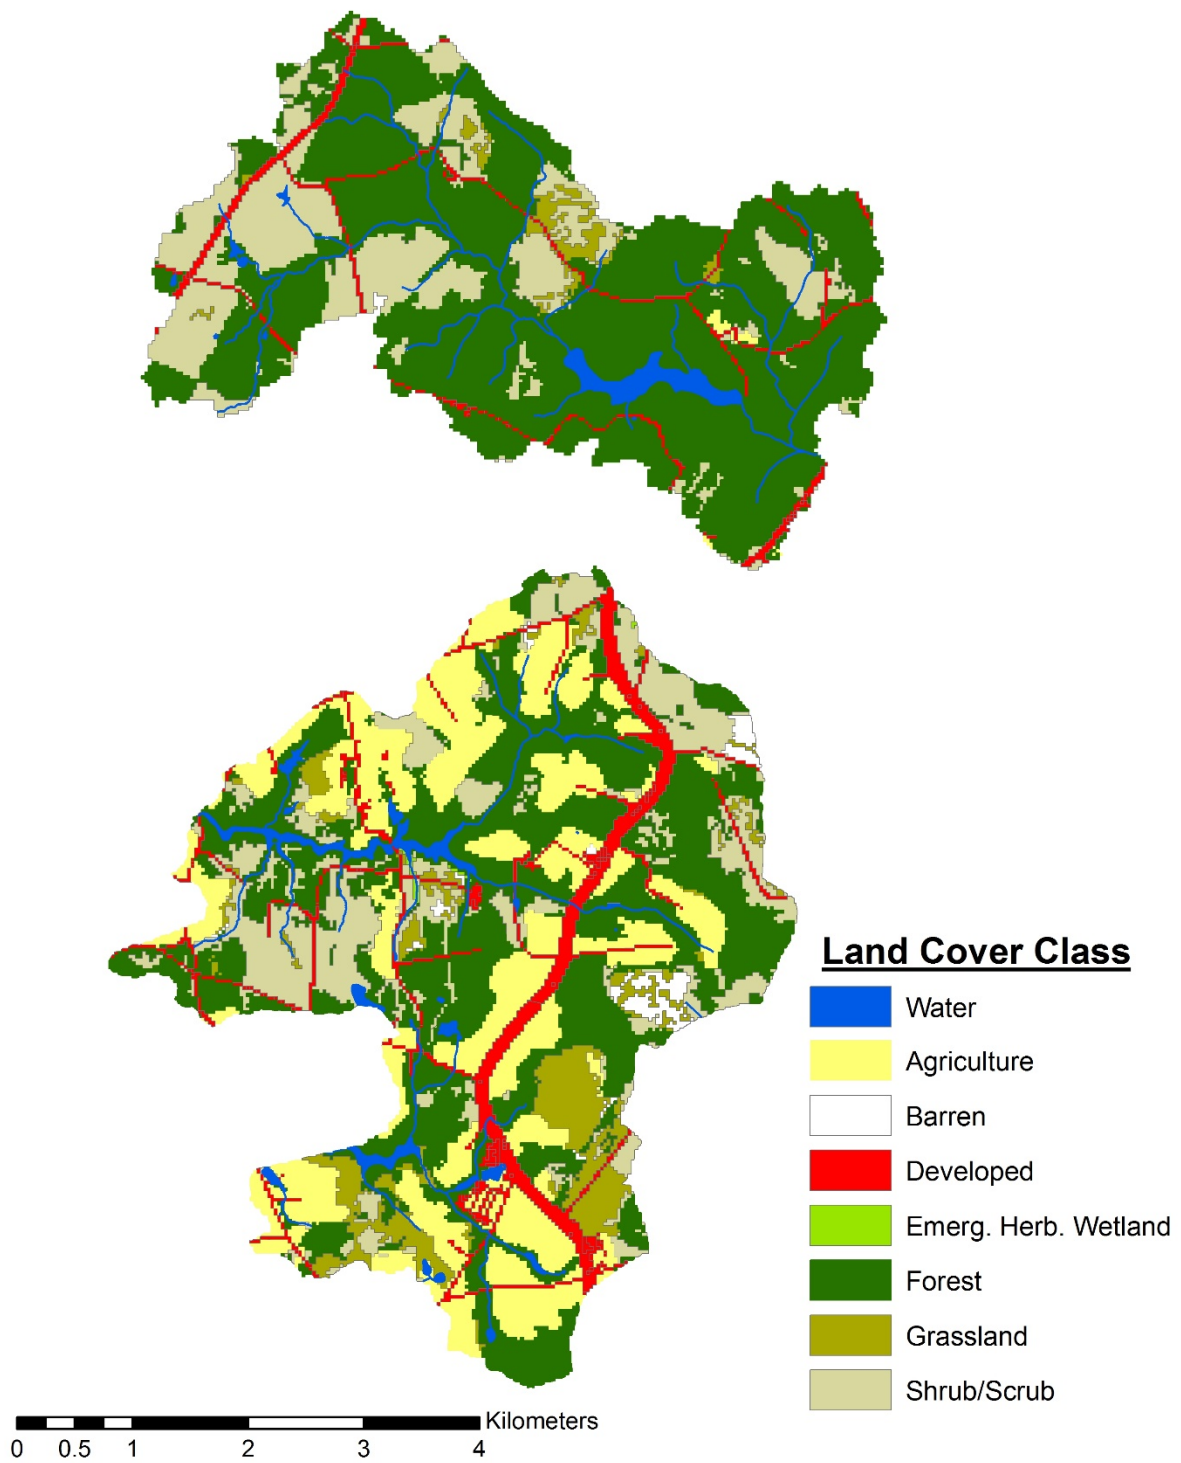 Land Cover Class
Water
Agriculture
Barren
Developed
Emerg. Herb. Wetland
Forest
Grassland
Shrub/Scrub
Kilometers
0 0.5 1 2 3 4